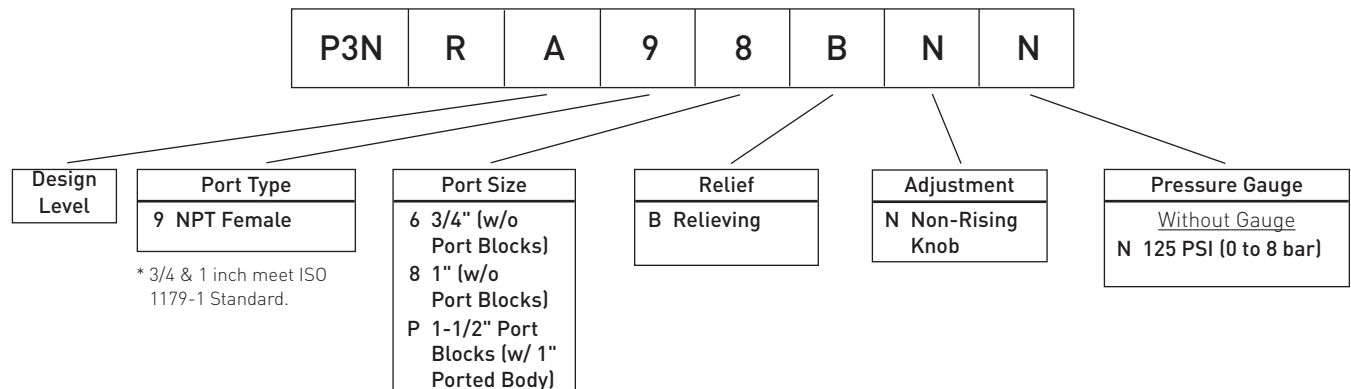 P3N R A 9 8 B N N
Design
Level
Port Type
9 NPT Female
* 3/4 & 1 inch meet ISO
1179-1 Standard.
Port Size
6 3/4" (w/o
Port Blocks)
8 1" (w/o
Port Blocks)
P 1-1/2" Port
Blocks (w/ 1"
Ported Body)
Relief
B Relieving
Adjustment
N Non-Rising
Knob
Pressure Gauge
Without Gauge
N 125 PSI (0 to 8 bar)